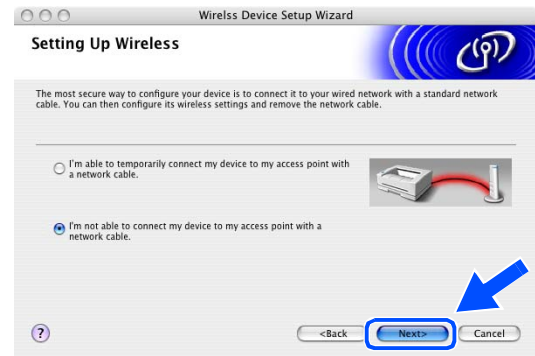 Wirelss Device Setup Wizard
Setting Up Wireless
The most secure way to configure your device is to connect it to your wired network with a standard network
cable. You can then configure its wireless settings and remove the network cable.
I'm able to temporarily connect my device to my access point with
a network cable.
I'm not able to connect my device to my access point with a
network cable.
? <Back Next> Cancel